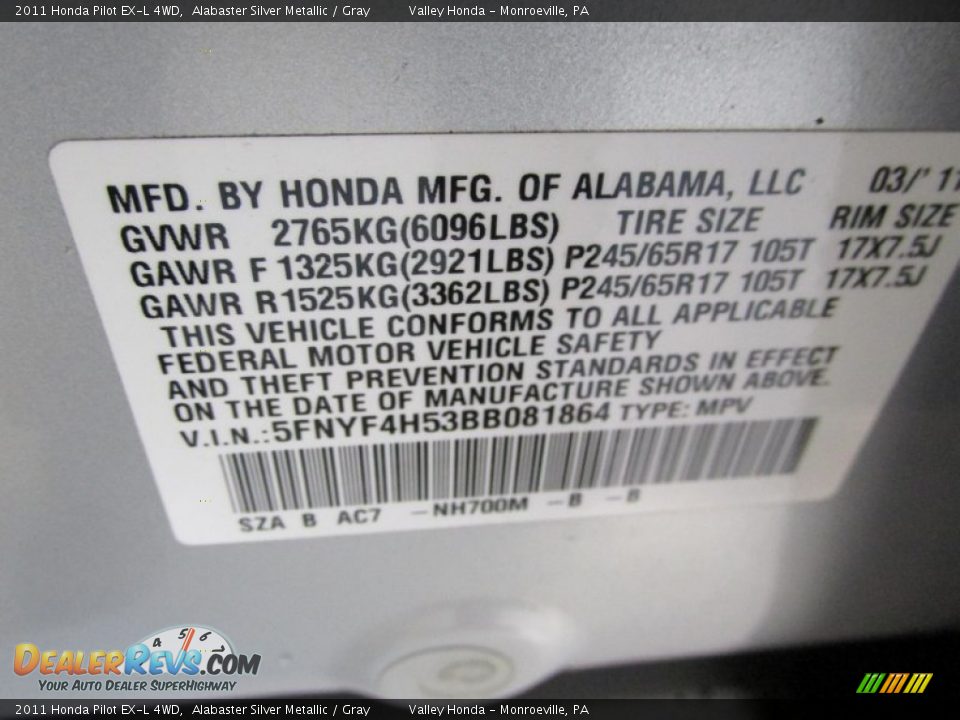 2011 Honda Pilot EX-L 4WD, Alabaster Silver Metallic / Gray Valley Honda - Monroeville, PA
MFD. BY HONDA MFG. OF ALABAMA, LLC 03/'11
GVWR 2765KG(6096LBS) TIRE SIZE RIM SIZE
GAWR F 1325KG(2921LBS) P245/65R17 105T 17X7.5J
GAWR R 1525KG(3362LBS) P245/65R17 105T 17X7.5J
THIS VEHICLE CONFORMS TO ALL APPLICABLE
FEDERAL MOTOR VEHICLE SAFETY
AND THEFT PREVENTION STANDARDS IN EFFECT
ON THE DATE OF MANUFACTURE SHOWN ABOVE.
V.I.N.:5FNYF4H53BB081864 TYPE: MPV
SZA B AC7 -NH700M -B -B
4 5 6
DEALERREVS.COM
YOUR AUTO DEALER SUPERHIGHWAY
2011 Honda Pilot EX-L 4WD, Alabaster Silver Metallic / Gray Valley Honda - Monroeville, PA